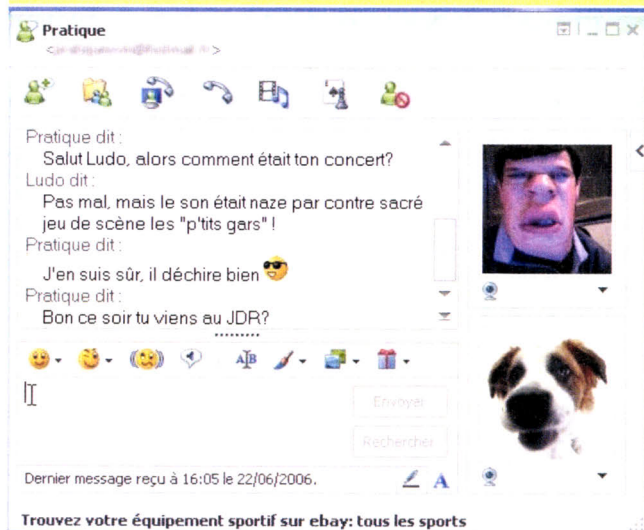 Pratique
Pratique dit :
Salut Ludo, alors comment était ton concert?
Ludo dit :
Pas mal, mais le son était naze par contre sacré
jeu de scène les "p'tits gars" !
Pratique dit :
J'en suis sûr, il déchire bien
Pratique dit :
Bon ce soir tu viens au JDR?
Envoyer
Rechercher
Dernier message reçu à 16:05 le 22/06/2006.
Trouvez votre équipement sportif sur ebay: tous les sports